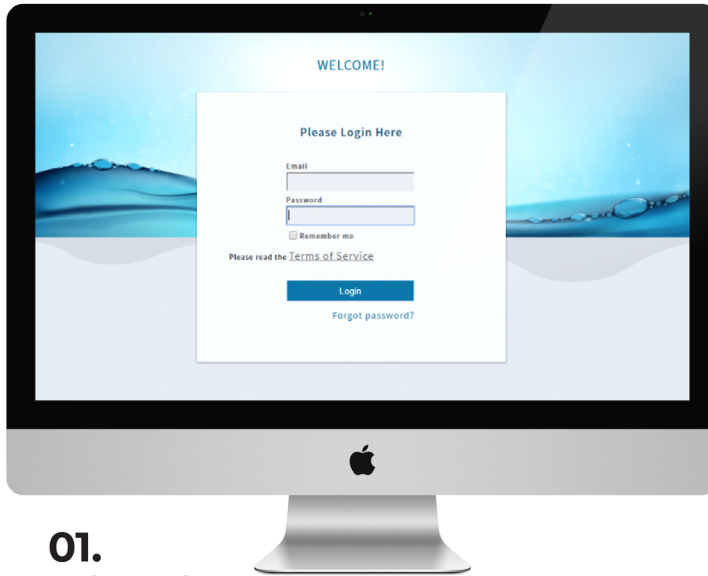 WELCOME!
Please Login Here
Email
Password
Remember me
Please read the Terms of Service
Login
Forgot password?
01.